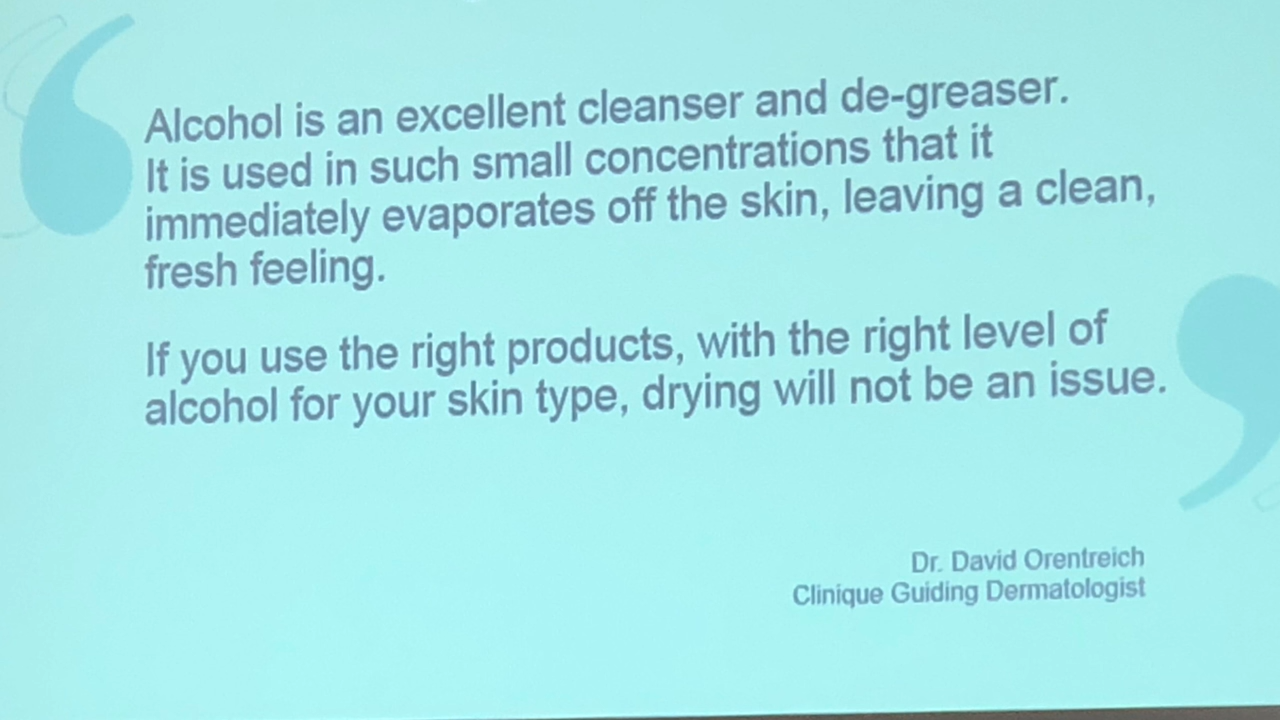 Alcohol is an excellent cleanser and de-greaser.
It is used in such small concentrations that it
immediately evaporates off the skin, leaving a clean,
fresh feeling.
If you use the right products, with the right level of
alcohol for your skin type, drying will not be an issue.
Dr. David Orentreich
Clinique Guiding Dermatologist